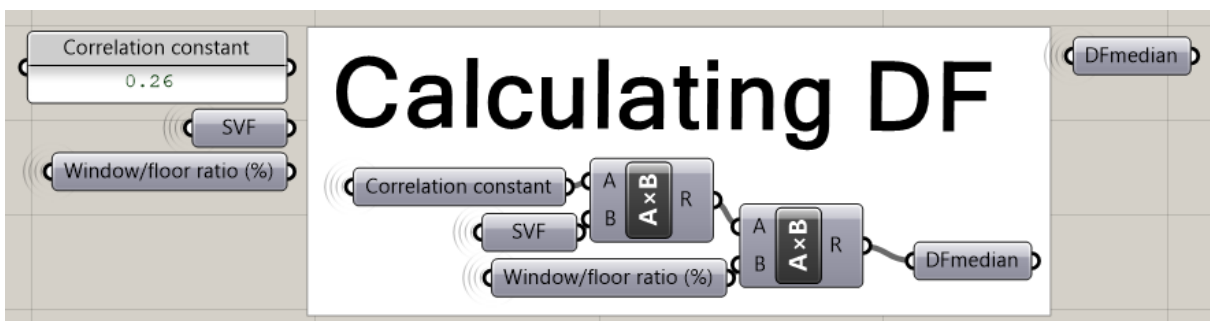 Correlation constant
0.26
SVF
Window/floor ratio (%)
Calculating DF
Correlation constant
SVF
A
B
A×B
R
Window/floor ratio (%)
A
B
A×B
R
DFmedian
DFmedian